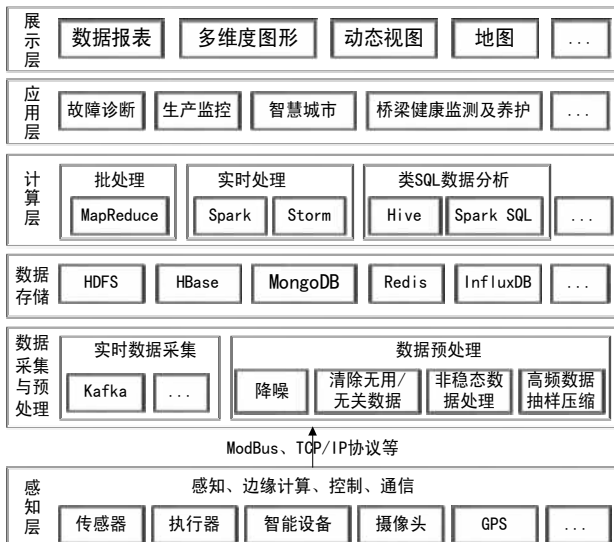 展示层
数据报表 多维度图形 动态视图 地图 ...
应用层
故障诊断 生产监控 智慧城市 桥梁健康监测及养护 ...
计算层
批处理 实时处理 类SQL数据分析
MapReduce Spark Storm Hive Spark SQL ...
数据存储
HDFS HBase MongoDB Redis InfluxDB ...
数据采集与预处理
实时数据采集 数据预处理
Kafka ... 降噪 清除无用/无关数据 非稳态数据处理 高频数据抽样压缩
ModBus、TCP/IP协议等
感知层
感知、边缘计算、控制、通信
传感器 执行器 智能设备 摄像头 GPS ...